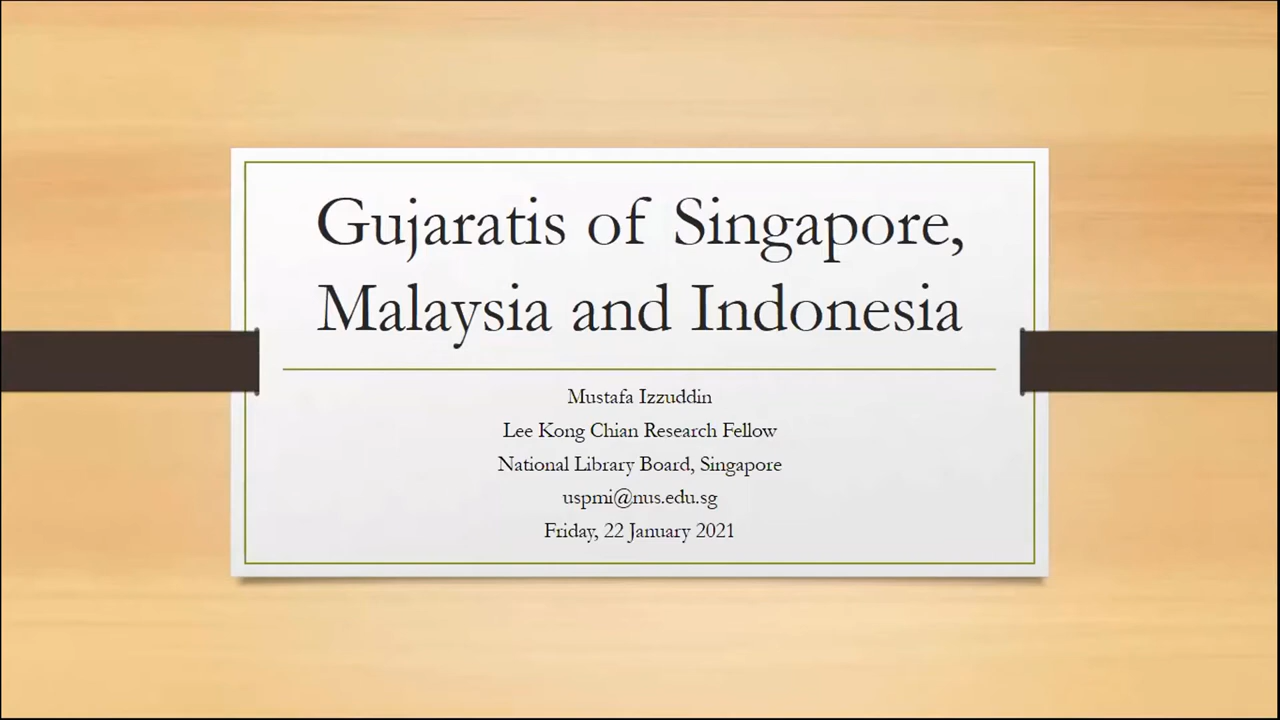 Gujaratis of Singapore,
Malaysia and Indonesia
Mustafa Izzuddin
Lee Kong Chian Research Fellow
National Library Board, Singapore
uspmi@nus.edu.sg
Friday, 22 January 2021